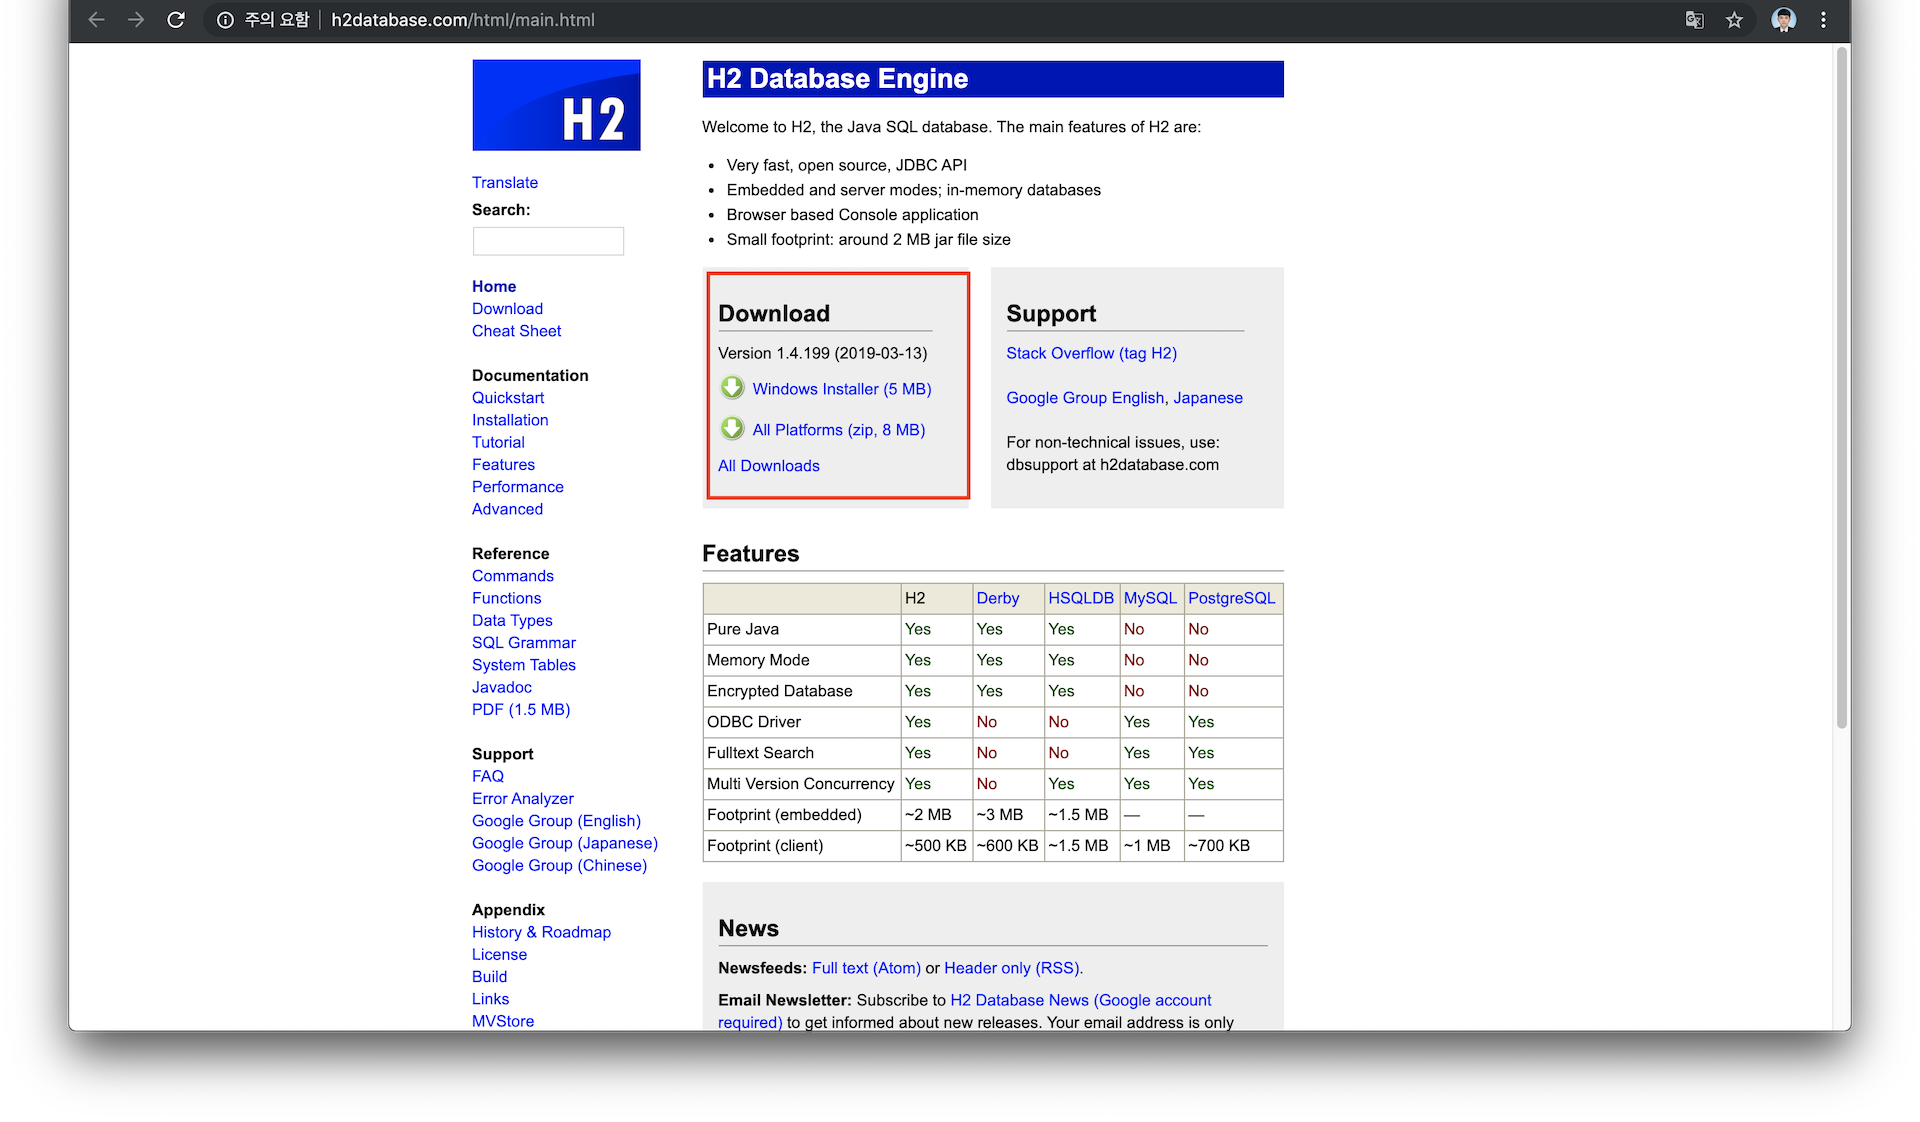 주의 요함 | h2database.com/html/main.html
H2
Translate
Search:
Home
Download
Cheat Sheet
Documentation
Quickstart
Installation
Tutorial
Features
Performance
Advanced
Reference
Commands
Functions
Data Types
SQL Grammar
System Tables
Javadoc
PDF (1.5 MB)
Support
FAQ
Error Analyzer
Google Group (English)
Google Group (Japanese)
Google Group (Chinese)
Appendix
History & Roadmap
License
Build
Links
MVStore
H2 Database Engine
Welcome to H2, the Java SQL database. The main features of H2 are:
• Very fast, open source, JDBC API
• Embedded and server modes; in-memory databases
• Browser based Console application
• Small footprint: around 2 MB jar file size
Download
Version 1.4.199 (2019-03-13)
Windows Installer (5 MB)
All Platforms (zip, 8 MB)
All Downloads
Support
Stack Overflow (tag H2)
Google Group English, Japanese
For non-technical issues, use:
dbsupport at h2database.com
Features
H2 Derby HSQLDB MySQL PostgreSQL
Pure Java Yes Yes Yes No No
Memory Mode Yes Yes Yes No No
Encrypted Database Yes Yes Yes No No
ODBC Driver Yes No No Yes Yes
Fulltext Search Yes No No Yes Yes
Multi Version Concurrency Yes No Yes Yes Yes
Footprint (embedded) ~2 MB ~3 MB ~1.5 MB — —
Footprint (client) ~500 KB ~600 KB ~1.5 MB ~1 MB ~700 KB
News
Newsfeeds: Full text (Atom) or Header only (RSS).
Email Newsletter: Subscribe to H2 Database News (Google account
required) to get informed about new releases. Your email address is only